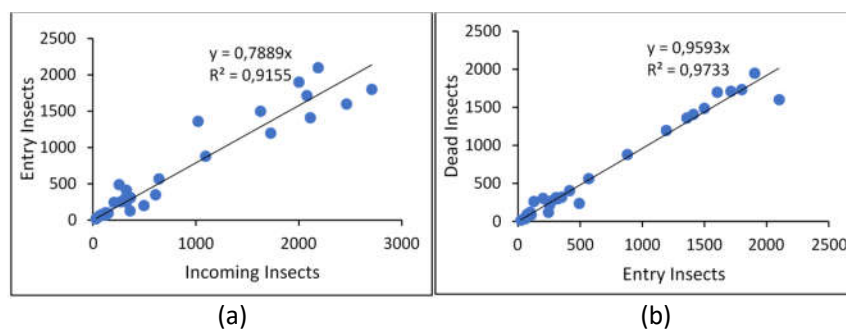 2500
2000
1500
1000
500
0
Entry Insects
y = 0,7889x
R² = 0,9155
0 1000 2000 3000
Incoming Insects
(a)
2500
2000
1500
1000
500
0
Dead Insects
y = 0,9593x
R² = 0,9733
0 500 1000 1500 2000 2500
Entry Insects
(b)